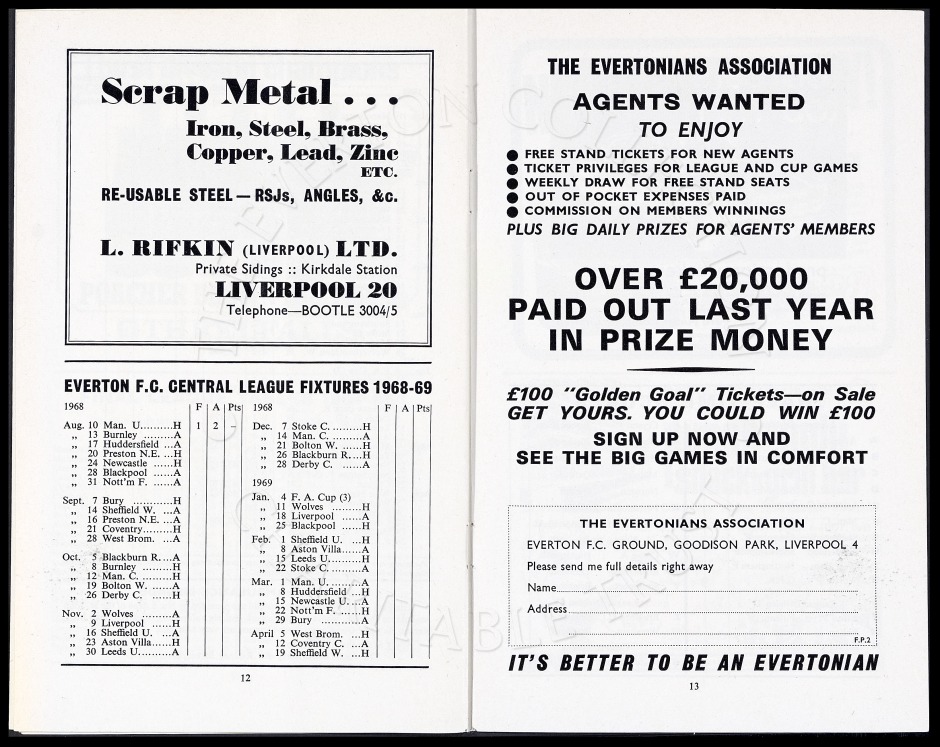 Scrap Metal . . .
Iron, Steel, Brass,
Copper, Lead, Zinc
ETC.
RE-USABLE STEEL — RSJs, ANGLES, &c.
L. RIFKIN (LIVERPOOL) LTD.
Private Sidings :: Kirkdale Station
LIVERPOOL 20
Telephone—BOOTLE 3004/5
EVERTON F.C. CENTRAL LEAGUE FIXTURES 1968-69
1968 F A Pts
Aug. 10 Man. U...........H 1 2 –
„ 13 Burnley .........A
„ 17 Huddersfield ...A
„ 20 Preston N.E. ...H
„ 24 Newcastle ......H
„ 28 Blackpool ......A
„ 31 Nott'm F. ......A
Sept. 7 Bury ............H
„ 14 Sheffield W. ...A
„ 16 Preston N.E. ...A
„ 21 Coventry.........H
„ 28 West Brom. ...A
Oct. 5 Blackburn R....A
„ 8 Burnley .........H
„ 12 Man. C. .........H
„ 19 Bolton W. ......A
„ 26 Derby C. .......H
Nov. 2 Wolves .........A
„ 9 Liverpool ......H
„ 16 Sheffield U. ...A
„ 23 Aston Villa......H
„ 30 Leeds U.........A
1968 F A Pts
Dec. 7 Stoke C. .........H
„ 14 Man. C. .........A
„ 21 Bolton W. ......H
„ 26 Blackburn R....H
„ 28 Derby C. .......A
1969
Jan. 4 F. A. Cup (3)
„ 11 Wolves .........H
„ 18 Liverpool ......A
„ 25 Blackpool ......H
Feb. 1 Sheffield U. ...H
„ 8 Aston Villa......A
„ 15 Leeds U.........H
„ 22 Stoke C. .........A
Mar. 1 Man. U. .........A
„ 8 Huddersfield ...H
„ 15 Newcastle U. ...A
„ 22 Nott'm F. ......H
„ 29 Bury ............A
April 5 West Brom. ...H
„ 12 Coventry C. ...A
„ 19 Sheffield W. ...H
12
THE EVERTONIANS ASSOCIATION
AGENTS WANTED
TO ENJOY
● FREE STAND TICKETS FOR NEW AGENTS
● TICKET PRIVILEGES FOR LEAGUE AND CUP GAMES
● WEEKLY DRAW FOR FREE STAND SEATS
● OUT OF POCKET EXPENSES PAID
● COMMISSION ON MEMBERS WINNINGS
PLUS BIG DAILY PRIZES FOR AGENTS' MEMBERS
OVER £20,000
PAID OUT LAST YEAR
IN PRIZE MONEY
£100 "Golden Goal" Tickets—on Sale
GET YOURS. YOU COULD WIN £100
SIGN UP NOW AND
SEE THE BIG GAMES IN COMFORT
THE EVERTONIANS ASSOCIATION
EVERTON F.C. GROUND, GOODISON PARK, LIVERPOOL 4
Please send me full details right away
Name
Address
F.P.2
IT'S BETTER TO BE AN EVERTONIAN
13